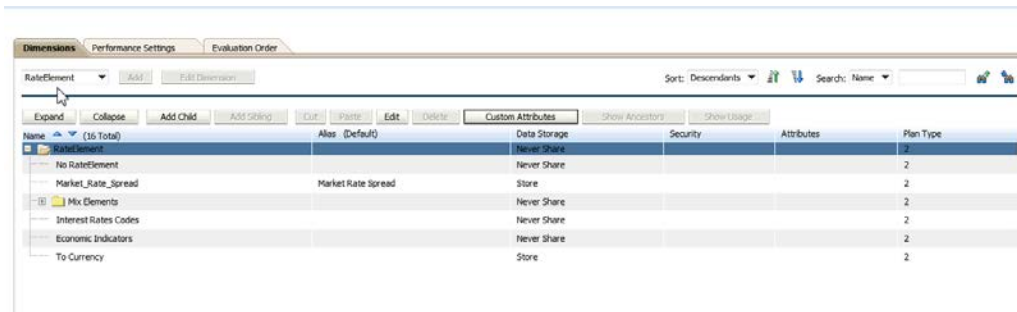 Dimensions Performance Settings Evaluation Order
RateElement Add Edit Dimension Sort: Descendants Search: Name
Expand Collapse Add Child Add Sibling Cut Paste Edit Delete Custom Attributes Show Ancestors Show Usage
Name (16 Total) Alias (Default) Data Storage Security Attributes Plan Type
RateElement Never Share 2
No RateElement Never Share 2
Market_Rate_Spread Market Rate Spread Store 2
Mix Elements Never Share 2
Interest Rates Codes Never Share 2
Economic Indicators Never Share 2
To Currency Store 2